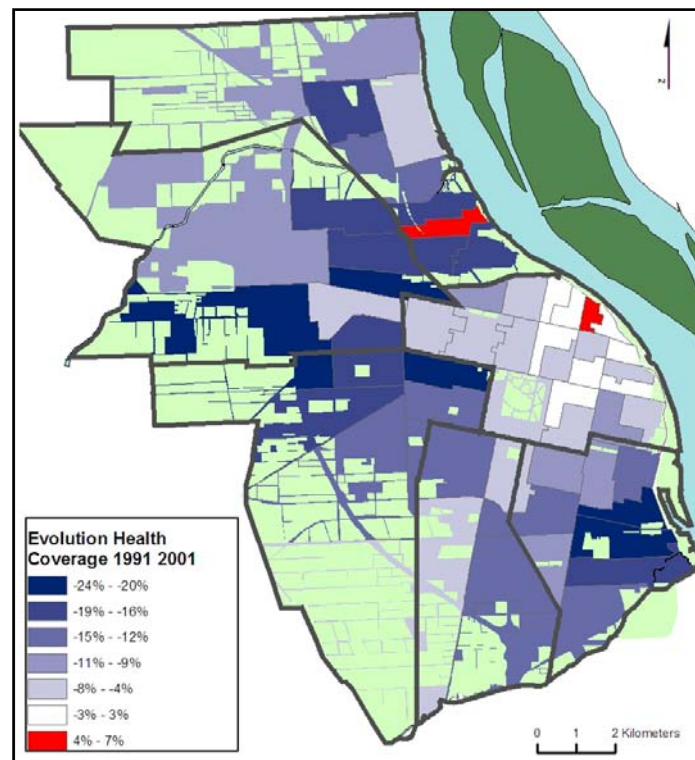 N
Evolution Health
Coverage 1991 2001
-24% - -20%
-19% - -16%
-15% - -12%
-11% - -9%
-8% - -4%
-3% - 3%
4% - 7%
0 1 2 Kilometers